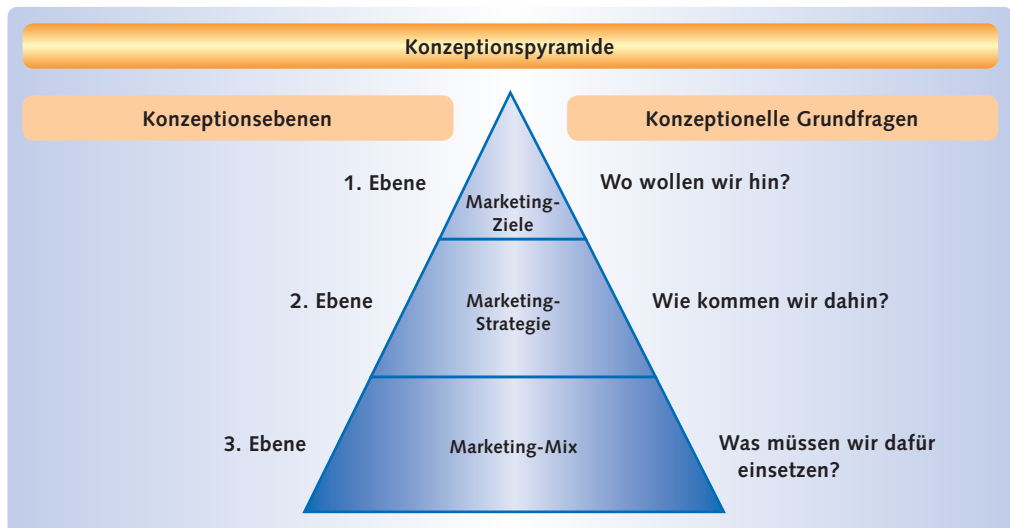 Konzeptionspyramide
Konzeptionsebenen
Konzeptionelle Grundfragen
1. Ebene
Marketing-
Ziele
Wo wollen wir hin?
2. Ebene
Marketing-
Strategie
Wie kommen wir dahin?
3. Ebene
Marketing-Mix
Was müssen wir dafür
einsetzen?